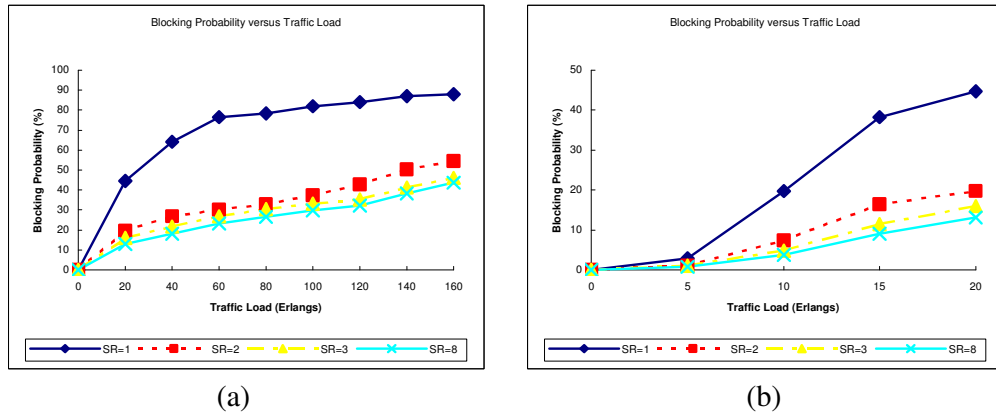 Blocking Probability versus Traffic Load
Blocking Probability (%)
100
90
80
70
60
50
40
30
20
10
0
0 20 40 60 80 100 120 140 160
Traffic Load (Erlangs)
SR=1 SR=2 SR=3 SR=8
(a)
Blocking Probability versus Traffic Load
Blocking Probability (%)
50
40
30
20
10
0
0 5 10 15 20
Traffic Load (Erlangs)
SR=1 SR=2 SR=3 SR=8
(b)